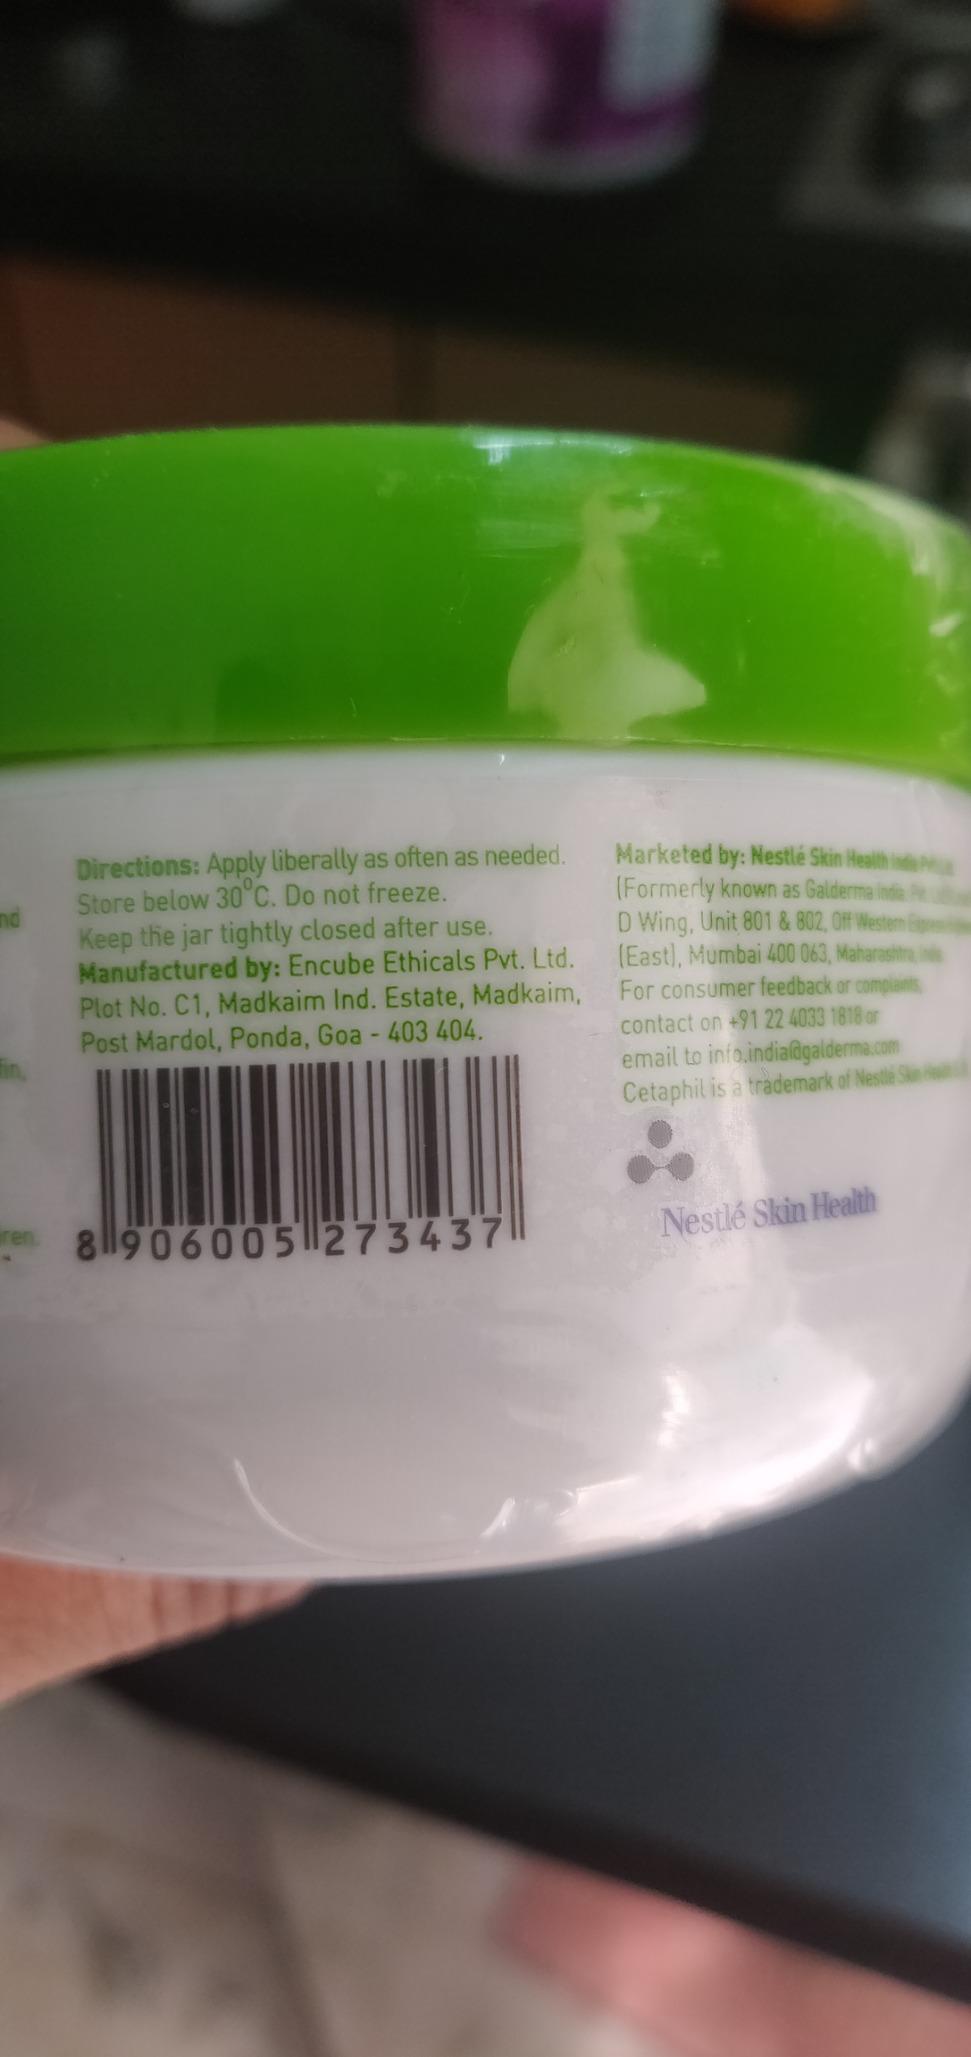 nd
fin,
ren.
Directions: Apply liberally as often as needed.
Store below 30°C. Do not freeze.
Keep the jar tightly closed after use.
Manufactured by: Encube Ethicals Pvt. Ltd.
Plot No. C1, Madkaim Ind. Estate, Madkaim,
Post Mardol, Ponda, Goa - 403 404.
8 906005 273437
Marketed by: Nestlé Skin Health India
(Formerly known as Galderma India
D Wing, Unit 801 & 802, Off Western Express
(East), Mumbai 400 063, Maharashtra,
For consumer feedback or complaints,
contact on +91 22 4033 1818 or
email to info.india@galderma.com
Cetaphil is a trademark of Nestlé Skin
Nestlé Skin Health